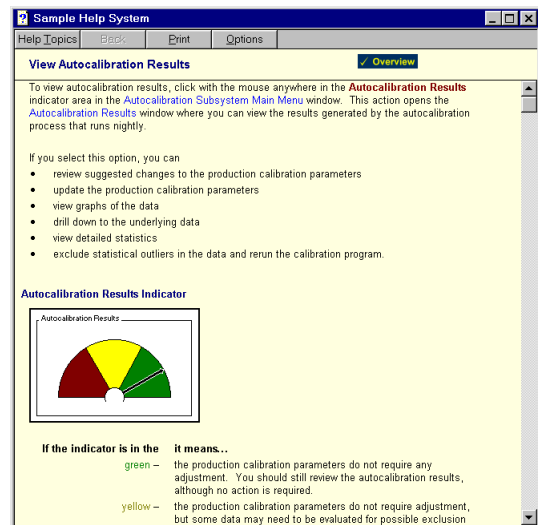 Sample Help System
Help Topics Back Print Options
View Autocalibration Results
✓ Overview
To view autocalibration results, click with the mouse anywhere in the Autocalibration Results
indicator area in the Autocalibration Subsystem Main Menu window. This action opens the
Autocalibration Results window where you can view the results generated by the autocalibration
process that runs nightly.
If you select this option, you can
• review suggested changes to the production calibration parameters
• update the production calibration parameters
• view graphs of the data
• drill down to the underlying data
• view detailed statistics
• exclude statistical outliers in the data and rerun the calibration program.
Autocalibration Results Indicator
Autocalibration Results
If the indicator is in the it means...
green – the production calibration parameters do not require any
adjustment. You should still review the autocalibration results,
although no action is required.
yellow – the production calibration parameters do not require adjustment,
but some data may need to be evaluated for possible exclusion